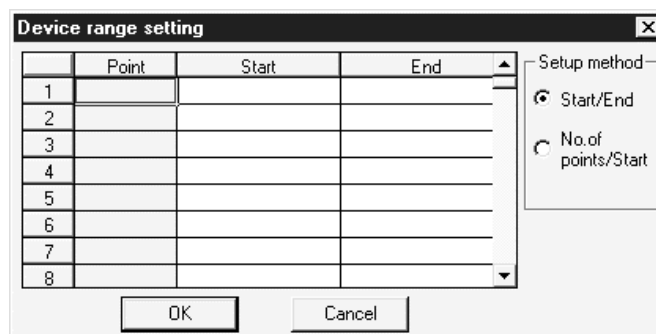 Device range setting
Point Start End
Setup method
1
Start/End
2
3
No.of
points/Start
4
5
6
7
8
OK Cancel